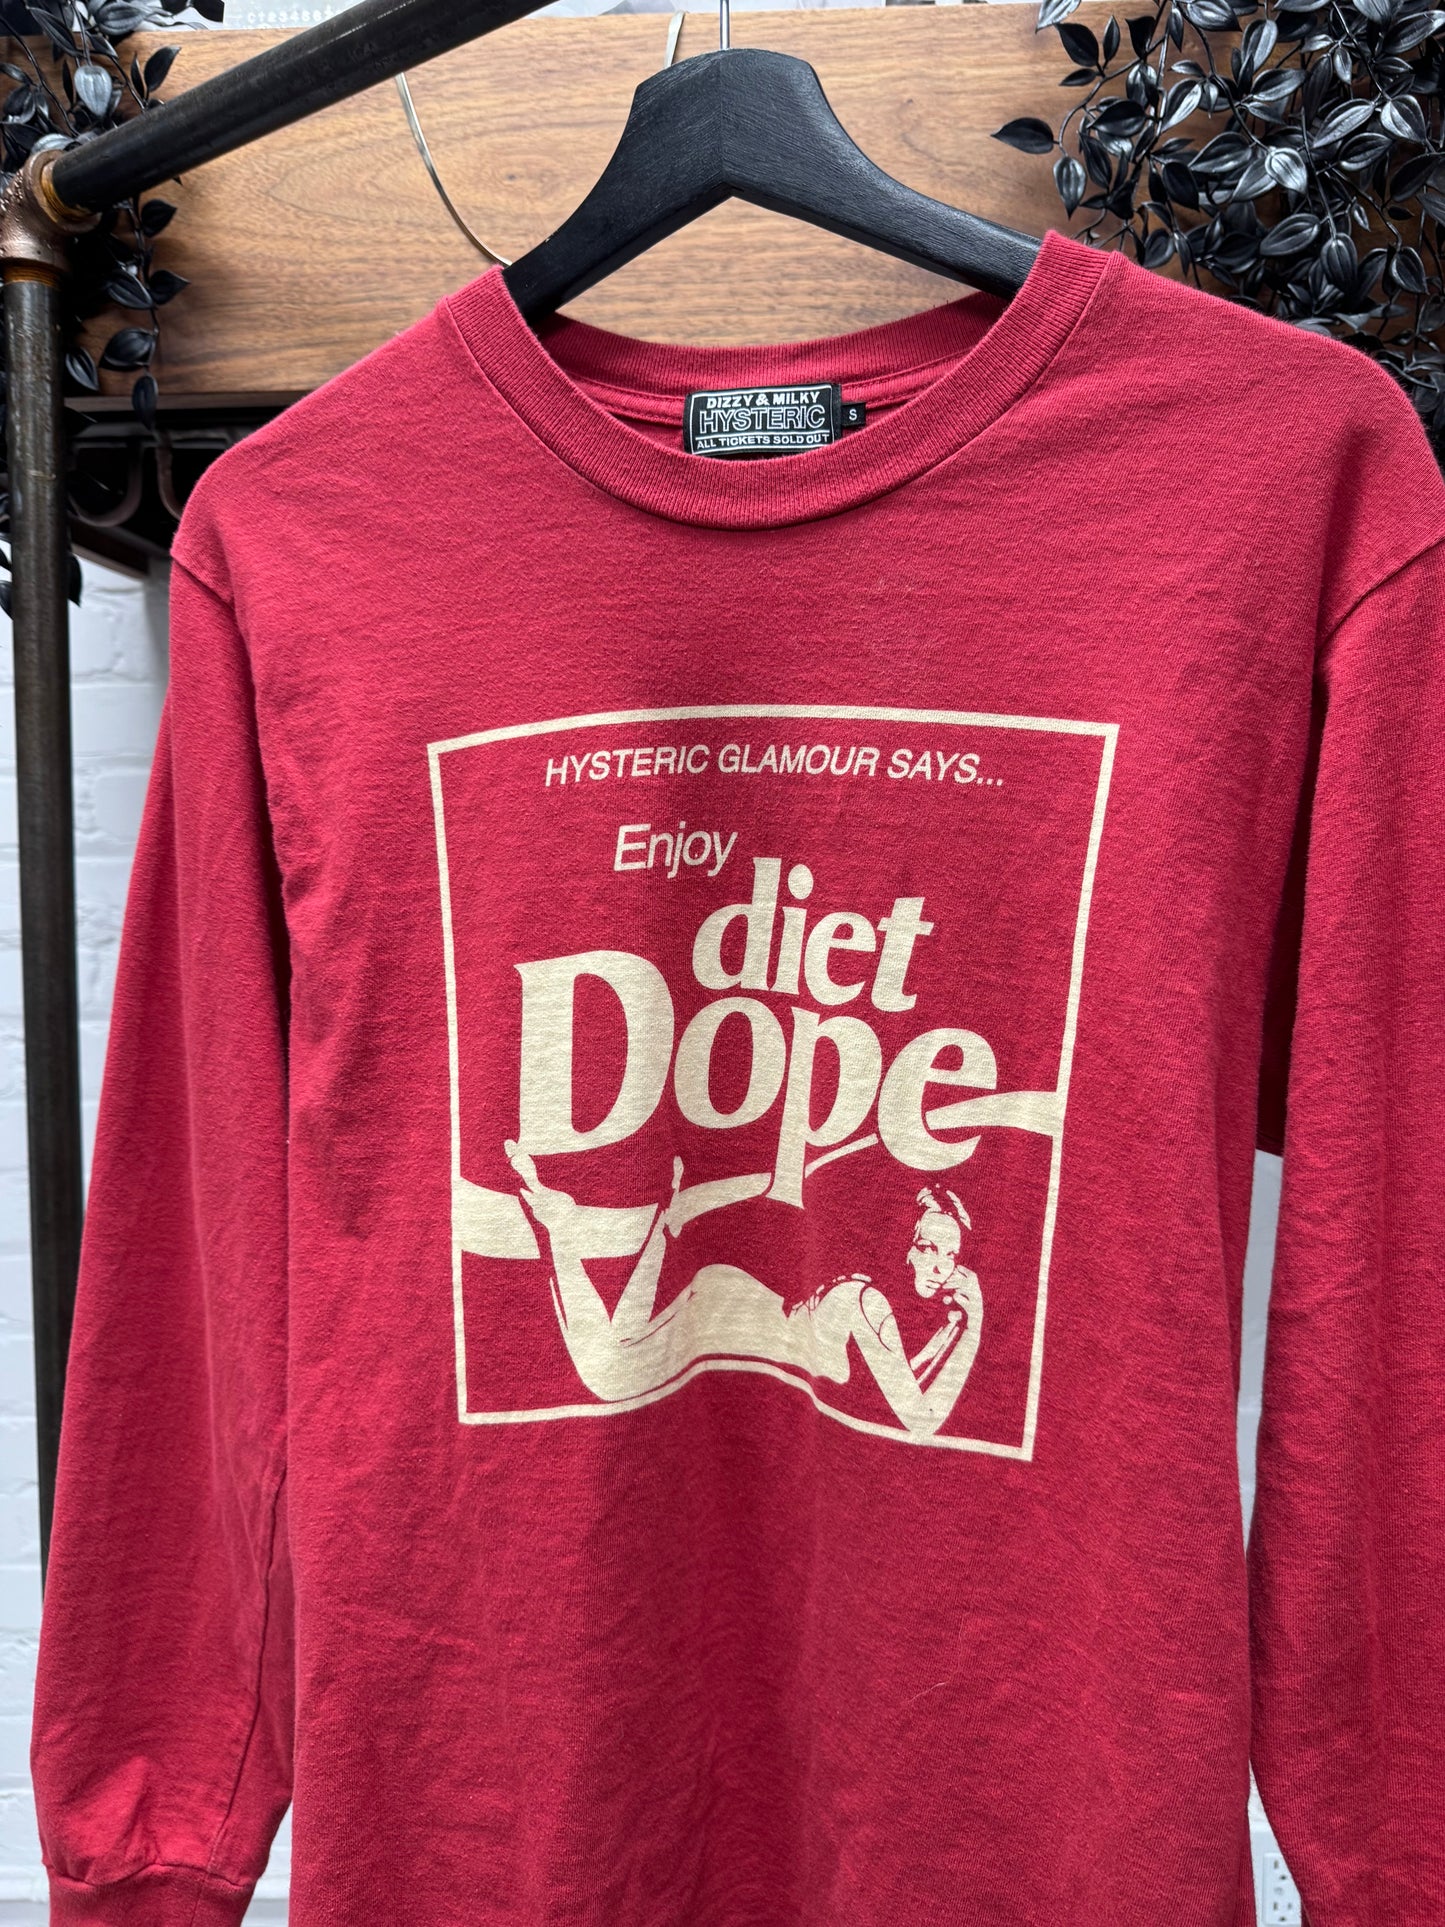 DIZZY & MILKY
HYSTERIC
ALL TICKETS SOLD OUT
S
HYSTERIC GLAMOUR SAYS...
Enjoy
diet
Dope